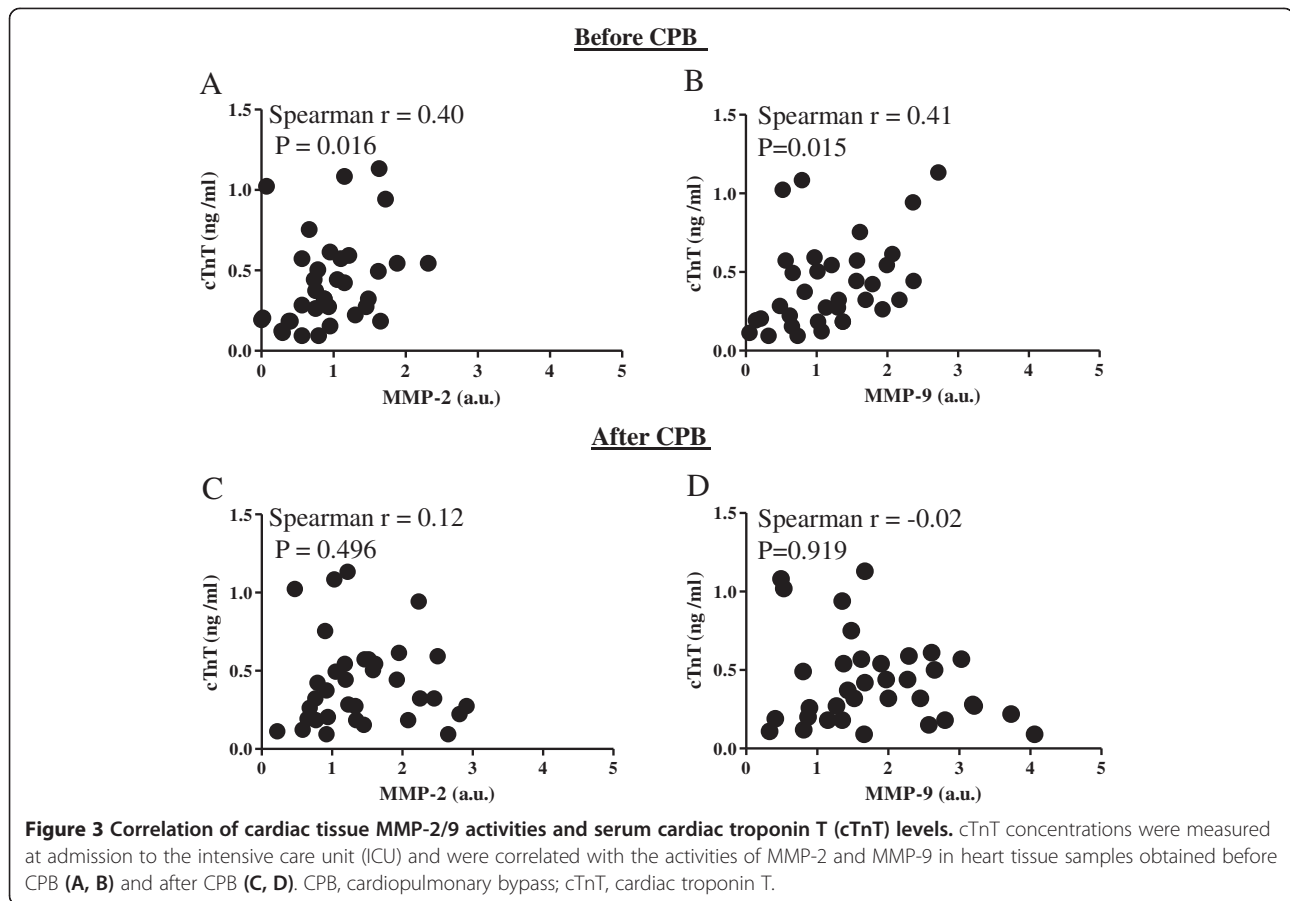 Before CPB
A
Spearman r = 0.40
P = 0.016
1.5
1.0
0.5
0.0
cTnT (ng /ml)
0 1 2 3 4 5
MMP-2 (a.u.)
B
Spearman r = 0.41
P=0.015
1.5
1.0
0.5
0.0
cTnT (ng /ml)
0 1 2 3 4 5
MMP-9 (a.u.)
After CPB
C
Spearman r = 0.12
P = 0.496
1.5
1.0
0.5
0.0
cTnT (ng /ml)
0 1 2 3 4 5
MMP-2 (a.u.)
D
Spearman r = -0.02
P=0.919
1.5
1.0
0.5
0.0
cTnT (ng /ml)
0 1 2 3 4 5
MMP-9 (a.u.)
Figure 3 Correlation of cardiac tissue MMP-2/9 activities and serum cardiac troponin T (cTnT) levels. cTnT concentrations were measured
at admission to the intensive care unit (ICU) and were correlated with the activities of MMP-2 and MMP-9 in heart tissue samples obtained before
CPB (A, B) and after CPB (C, D). CPB, cardiopulmonary bypass; cTnT, cardiac troponin T.